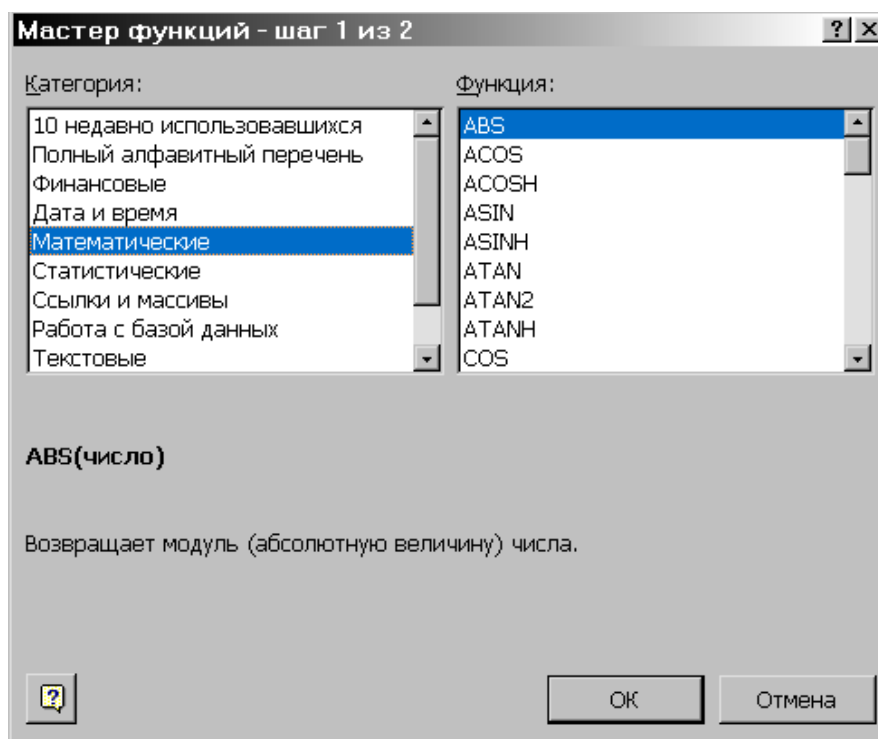 Мастер функций - шаг 1 из 2
Категория:
10 недавно использовавшихся
Полный алфавитный перечень
Финансовые
Дата и время
Математические
Статистические
Ссылки и массивы
Работа с базой данных
Текстовые
Функция:
ABS
ACOS
ACOSH
ASIN
ASINH
ATAN
ATAN2
ATANH
COS
ABS(число)
Возвращает модуль (абсолютную величину) числа.
ОК
Отмена